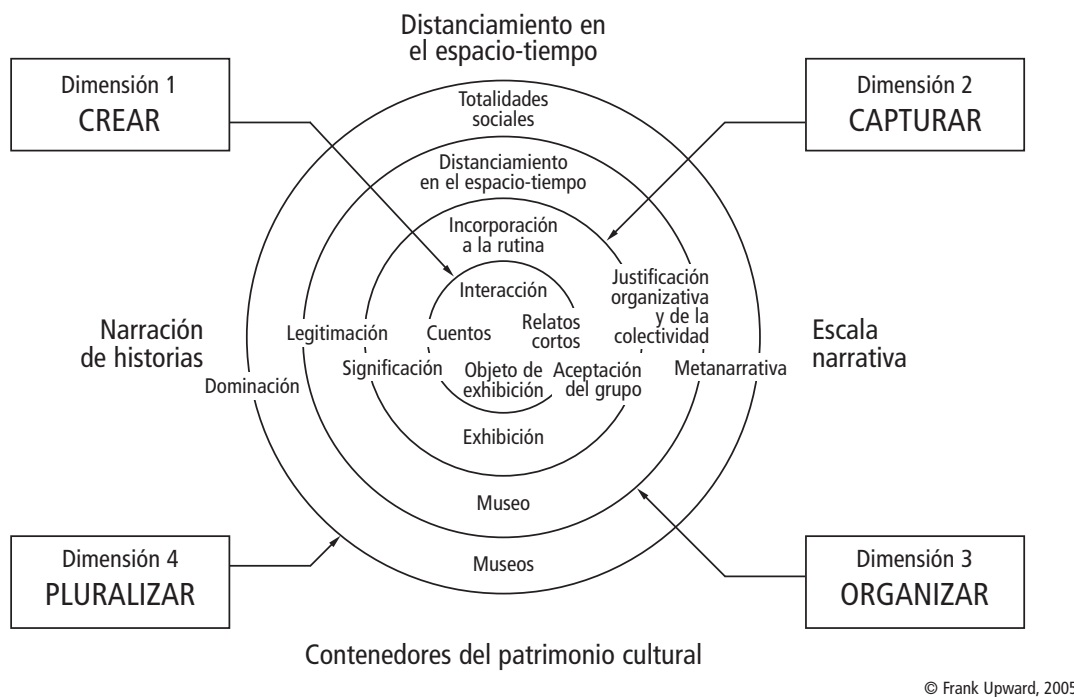 Distanciamiento en
el espacio-tiempo
Dimensión 1
CREAR
Dimensión 2
CAPTURAR
Totalidades
sociales
Distanciamiento
en el espacio-tiempo
Incorporación
a la rutina
Interacción
Justificación
organizativa
y de la
colectividad
Narración
de historias
Legitimación
Cuentos
Relatos
cortos
Escala
narrativa
Dominación
Significación
Objeto de
exhibición
Aceptación
del grupo
Metanarrativa
Exhibición
Museo
Museos
Dimensión 4
PLURALIZAR
Dimensión 3
ORGANIZAR
Contenedores del patrimonio cultural
© Frank Upward, 2005